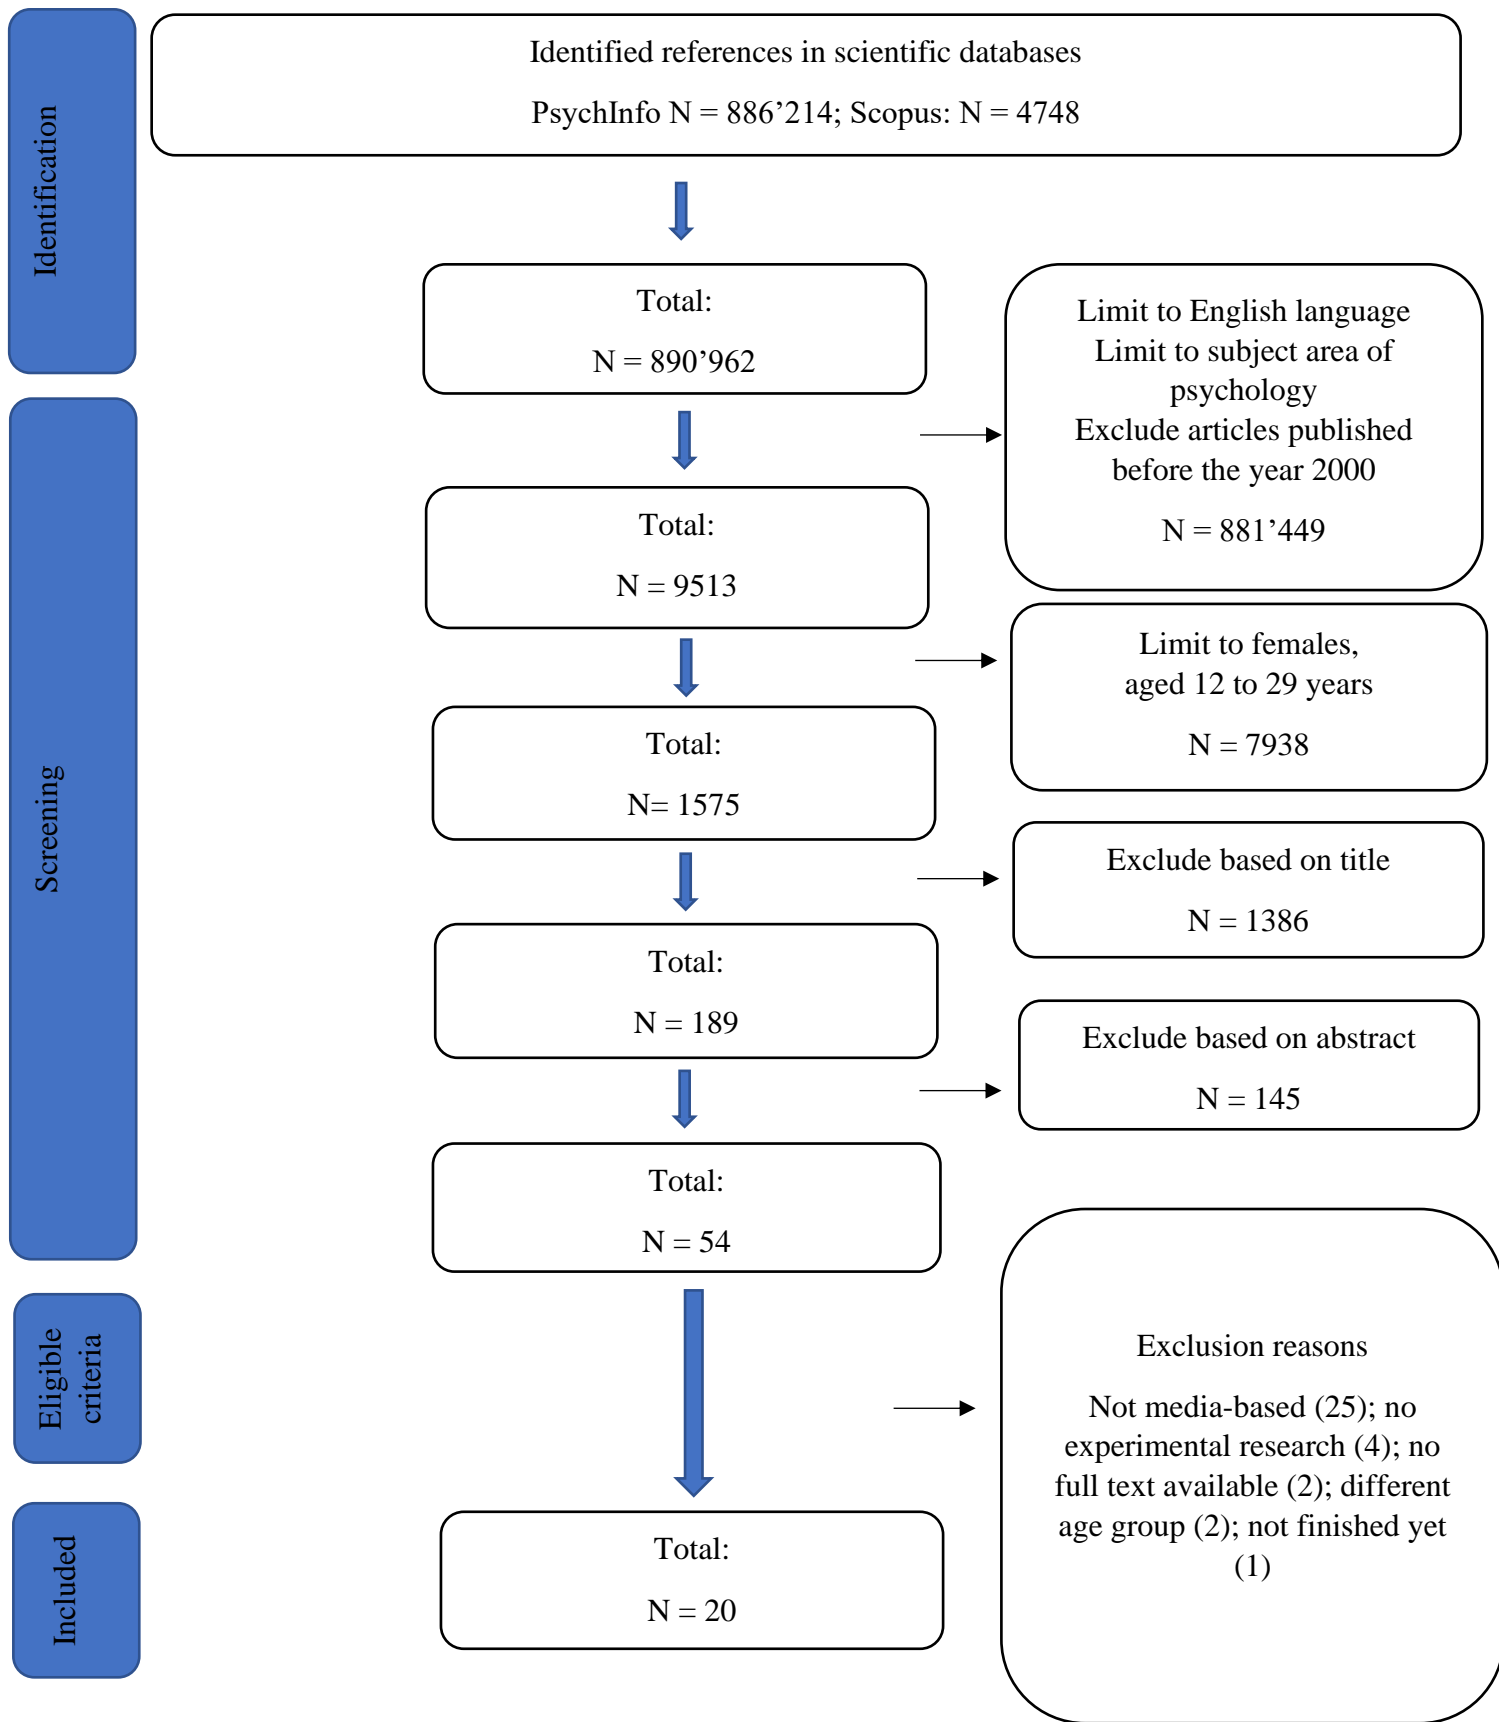 Identification
Identified references in scientific databases
PsychInfo N = 886’214; Scopus: N = 4748
Total:
N = 890’962
Limit to English language
Limit to subject area of
psychology
Exclude articles published
before the year 2000
N = 881’449
Screening
Total:
N = 9513
Limit to females,
aged 12 to 29 years
N = 7938
Total:
N= 1575
Exclude based on title
N = 1386
Total:
N = 189
Exclude based on abstract
N = 145
Total:
N = 54
Eligible
criteria
Exclusion reasons
Not media-based (25); no
experimental research (4); no
full text available (2); different
age group (2); not finished yet
(1)
Included
Total:
N = 20